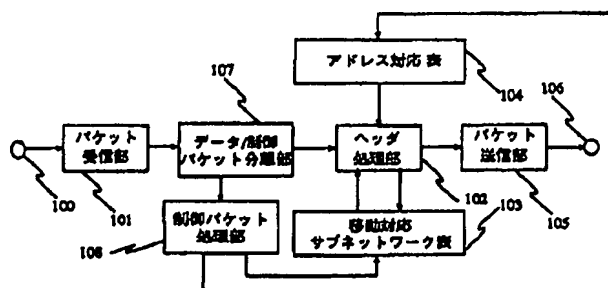 アドレス対応表
104
107
106
パケット
受信部
データ/制御
パケット分離部
ヘッダ
処理部
パケット
送信部
100
101
102
105
制御パケット
処理部
108
移動対応
サブネットワーク表
103